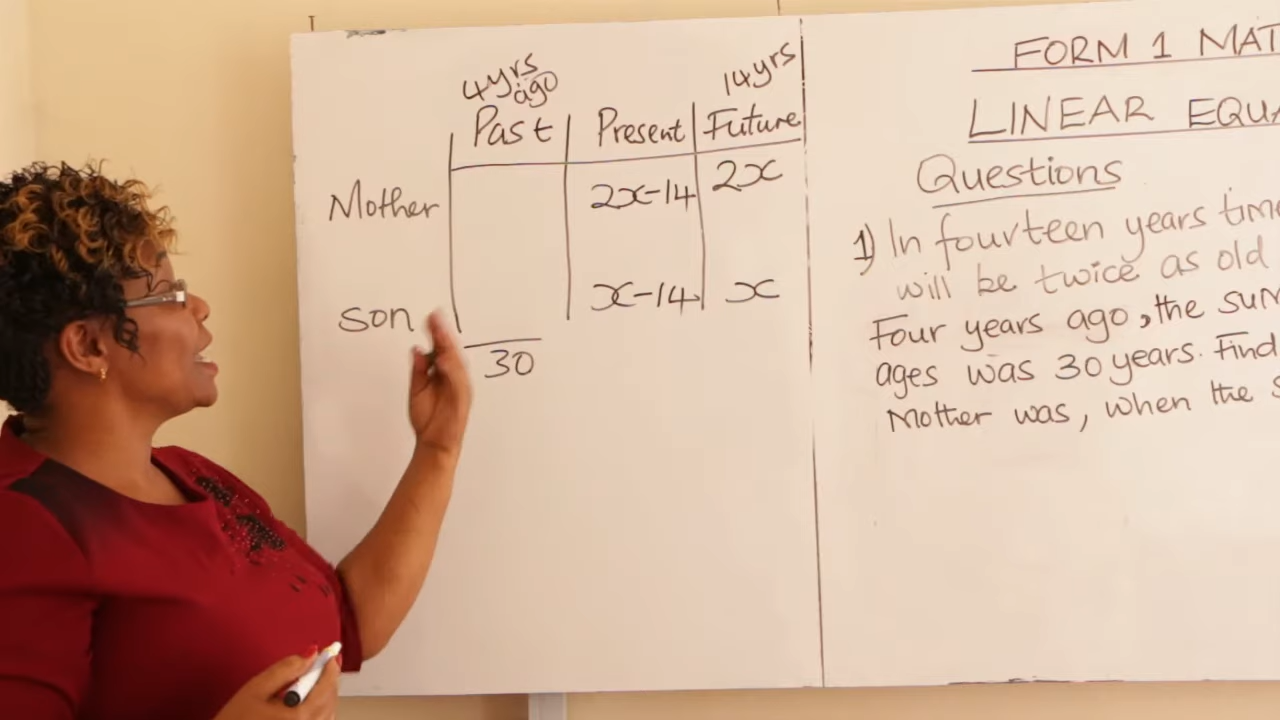 4yrs ago 14yrs
Past Present Future
Mother 2x-14 2x
son x-14 x
30
FORM 1 MAT
LINEAR EQUA
Questions
1) In fourteen years time
will be twice as old
Four years ago, the sum
ages was 30 years. Find
Mother was, when the s